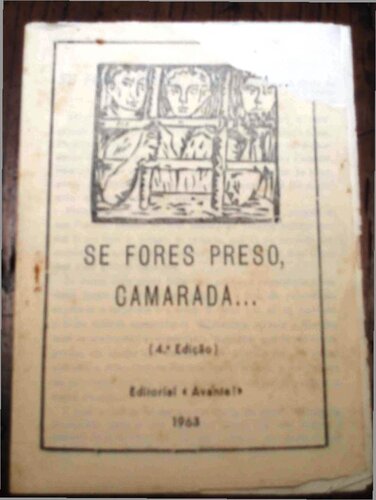 SE FORES PRESO,
CAMARADA...
(4.ª Edição)
Editorial «Avante!»
1963